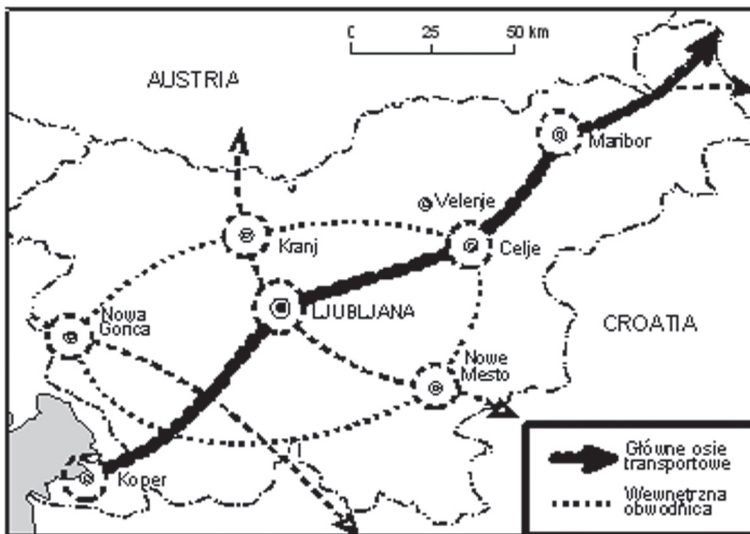 0 25 50 km
AUSTRIA
Maribor
Velenje
Kranj
Celje
LJUBLJANA
Nowa
Gorica
CROATIA
Nowe
Mesto
Koper
Główne osie
transportowe
Wewnętrzna
obwodnica